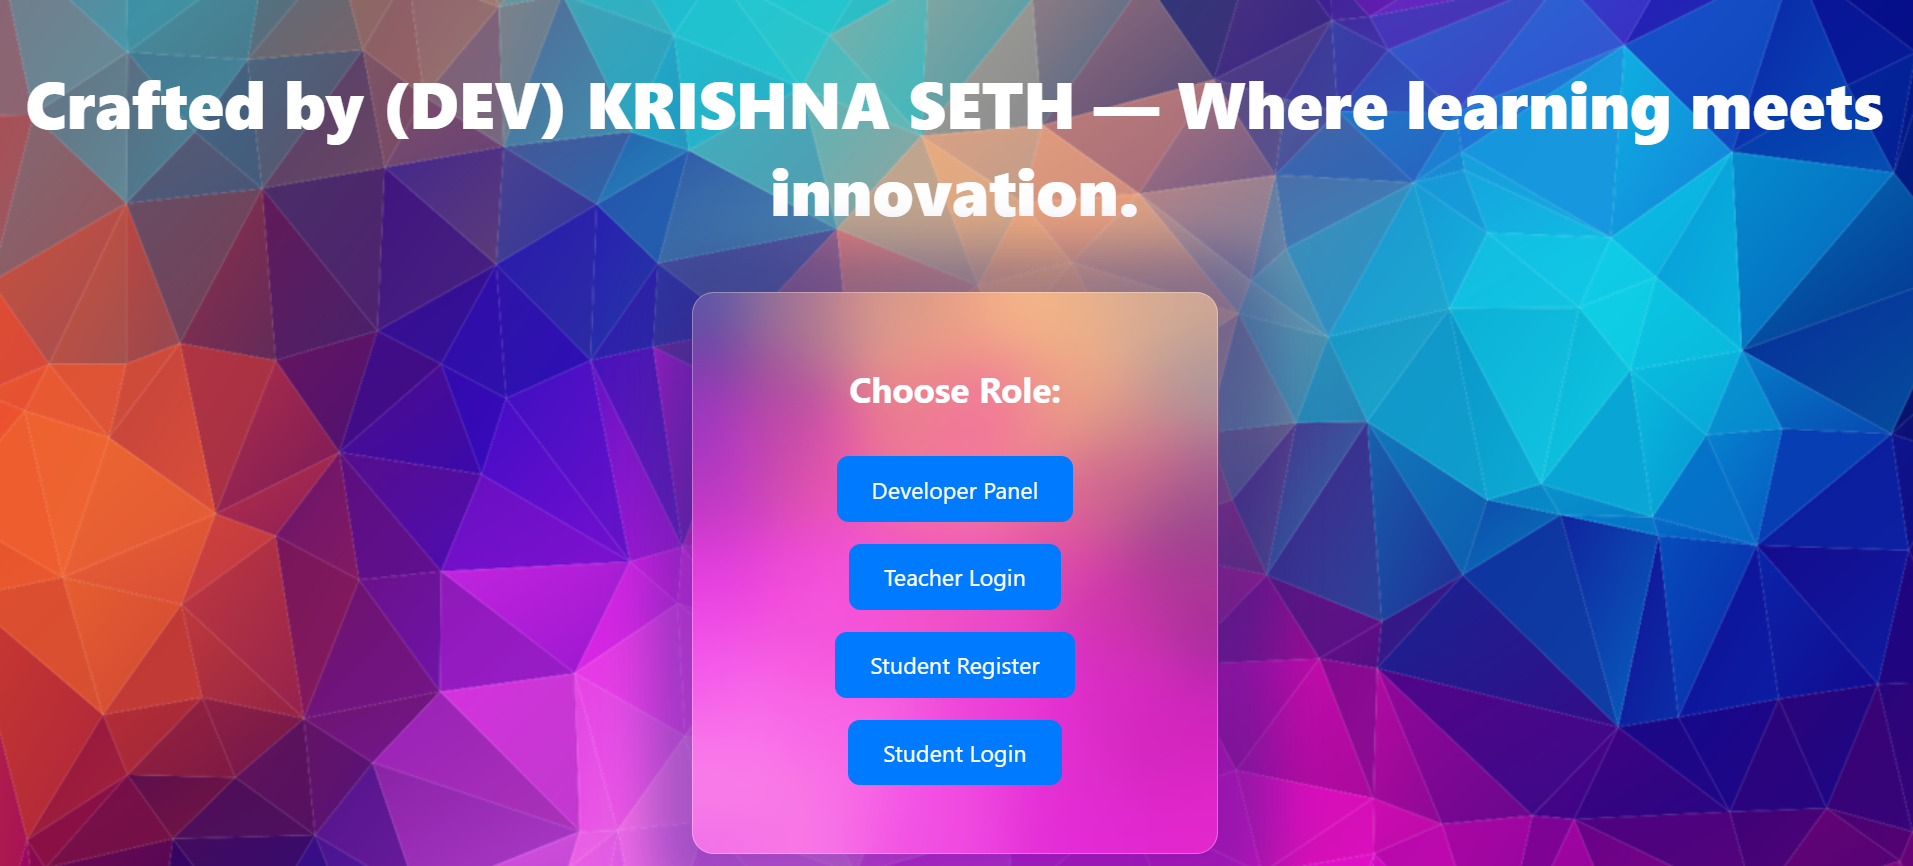 Crafted by (DEV) KRISHNA SETH — Where learning meets
innovation.
Choose Role:
Developer Panel
Teacher Login
Student Register
Student Login